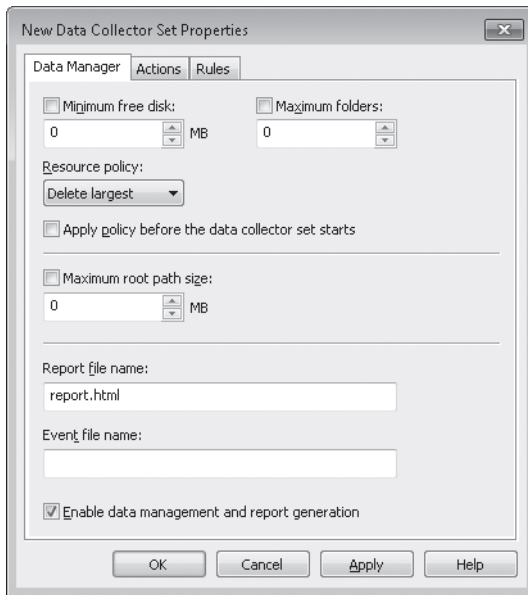 New Data Collector Set Properties
Data Manager Actions Rules
Minimum free disk: Maximum folders:
0 MB 0
Resource policy:
Delete largest
Apply policy before the data collector set starts
Maximum root path size:
0 MB
Report file name:
report.html
Event file name:
Enable data management and report generation
OK Cancel Apply Help